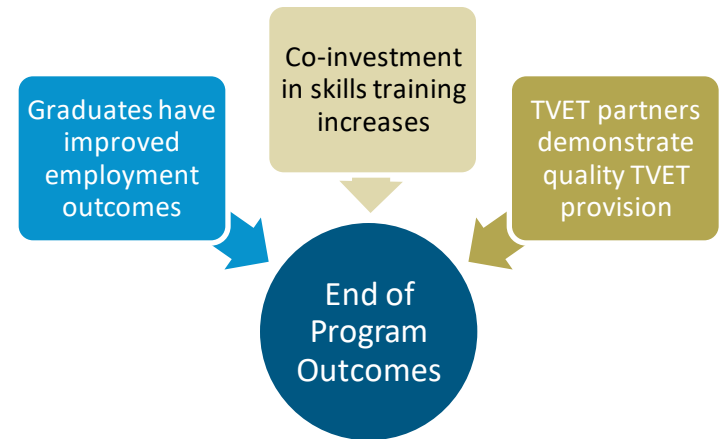 Graduates have
improved
employment
outcomes
Co-investment
in skills training
increases
TVET partners
demonstrate
quality TVET
provision
End of
Program
Outcomes